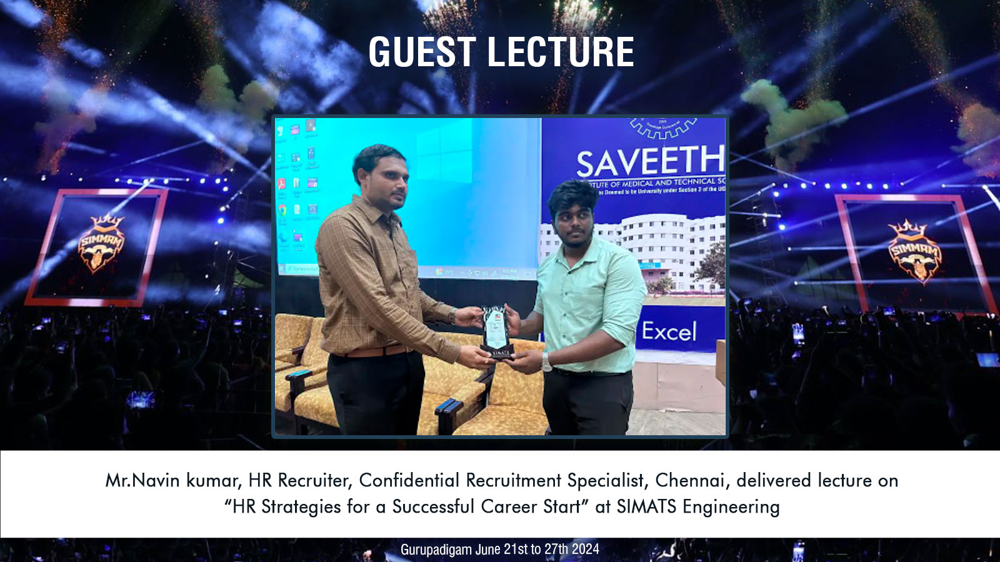 GUEST LECTURE
SAVEETH
TUTE OF MEDICAL AND TECHNICAL SC
as Deemed to be University under Section 3 of the UG
SIMMAM
SIMMAM
Excel
SIMATS
Mr.Navin kumar, HR Recruiter, Confidential Recruitment Specialist, Chennai, delivered lecture on
“HR Strategies for a Successful Career Start” at SIMATS Engineering
Gurupadigam June 21st to 27th 2024